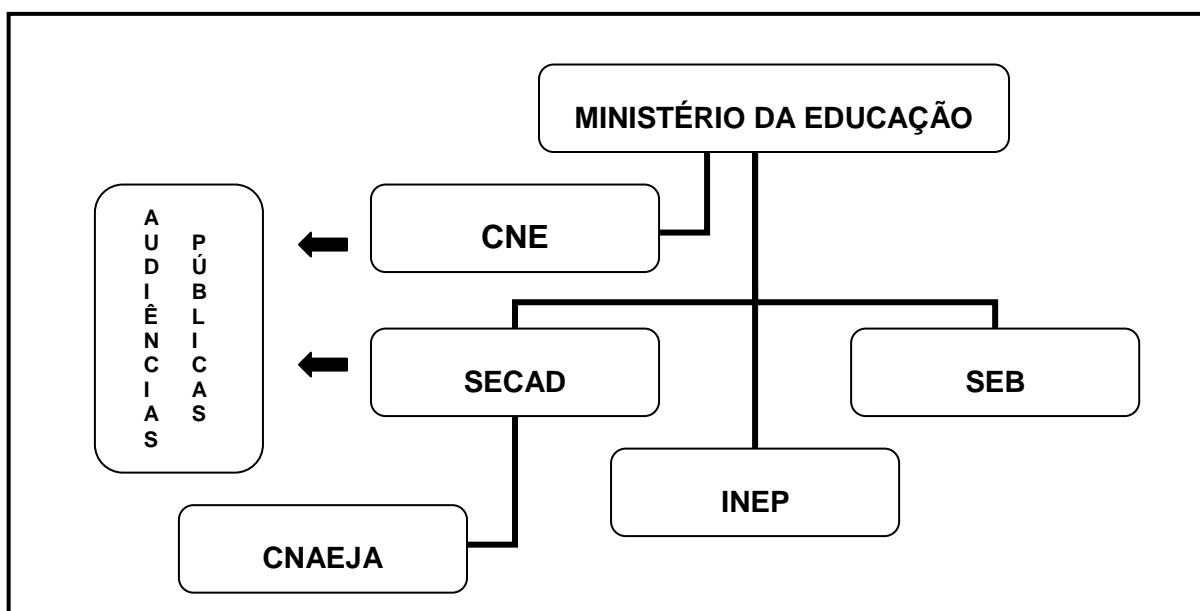 MINISTÉRIO DA EDUCAÇÃO
AUDIÊNCIAS
PÚBLICAS
CNE
SECAD
SEB
INEP
CNAEJA